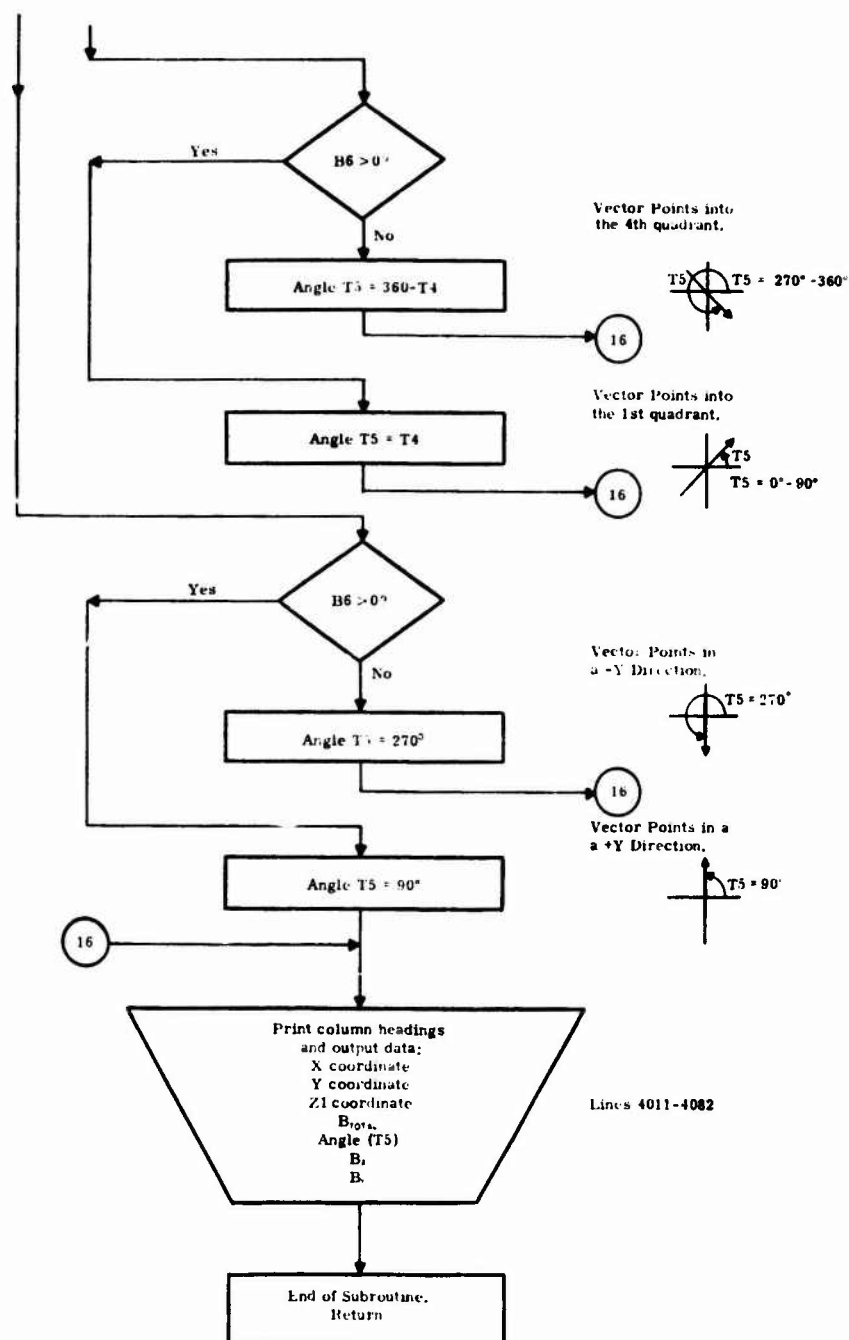 B6 > 0?
Yes
No
Vector Points into
the 4th quadrant.
Angle T5 = 360-T4
T5
T5 = 270° -360°
16
Vector Points into
the 1st quadrant.
Angle T5 = T4
T5
T5 = 0° - 90°
16
B6 > 0?
Yes
No
Vector Points in
a -Y Direction.
Angle T5 = 270°
T5 = 270°
16
Vector Points in a
a +Y Direction.
Angle T5 = 90°
T5 = 90°
16
Print column headings
and output data:
X coordinate
Y coordinate
Z1 coordinate
Lines 4011-4082
Angle (T5)
End of Subroutine.
Return